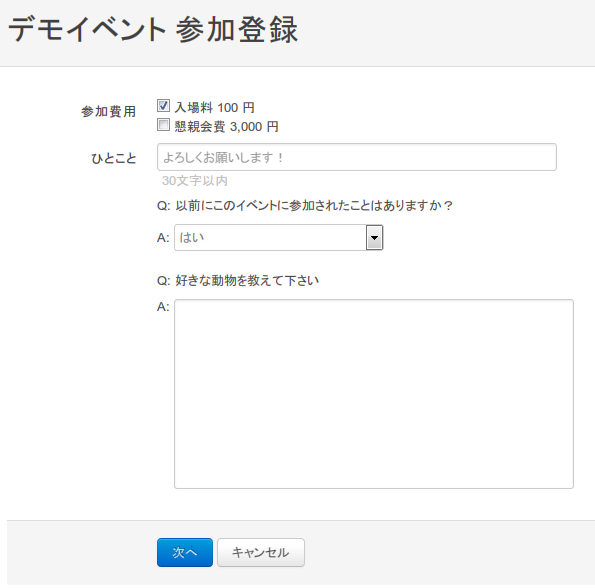 デモイベント 参加登録
参加費用
入場料 100 円
懇親会費 3,000 円
ひとこと
よろしくお願いします！
30文字以内
Q: 以前にこのイベントに参加されたことはありますか？
A: はい
Q: 好きな動物を教えて下さい
A:
次へ キャンセル